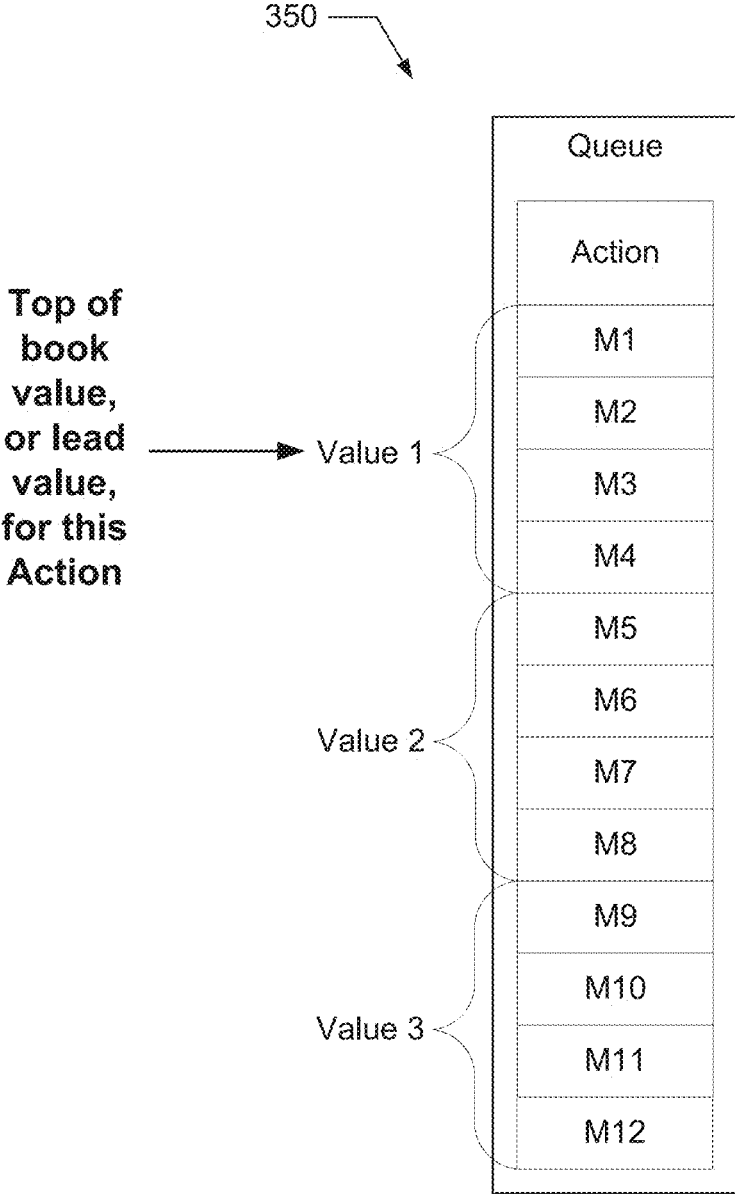 350
Queue
Action
Top of
book
value,
or lead
value,
for this
Action
Value 1
M1
M2
M3
M4
Value 2
M5
M6
M7
M8
Value 3
M9
M10
M11
M12